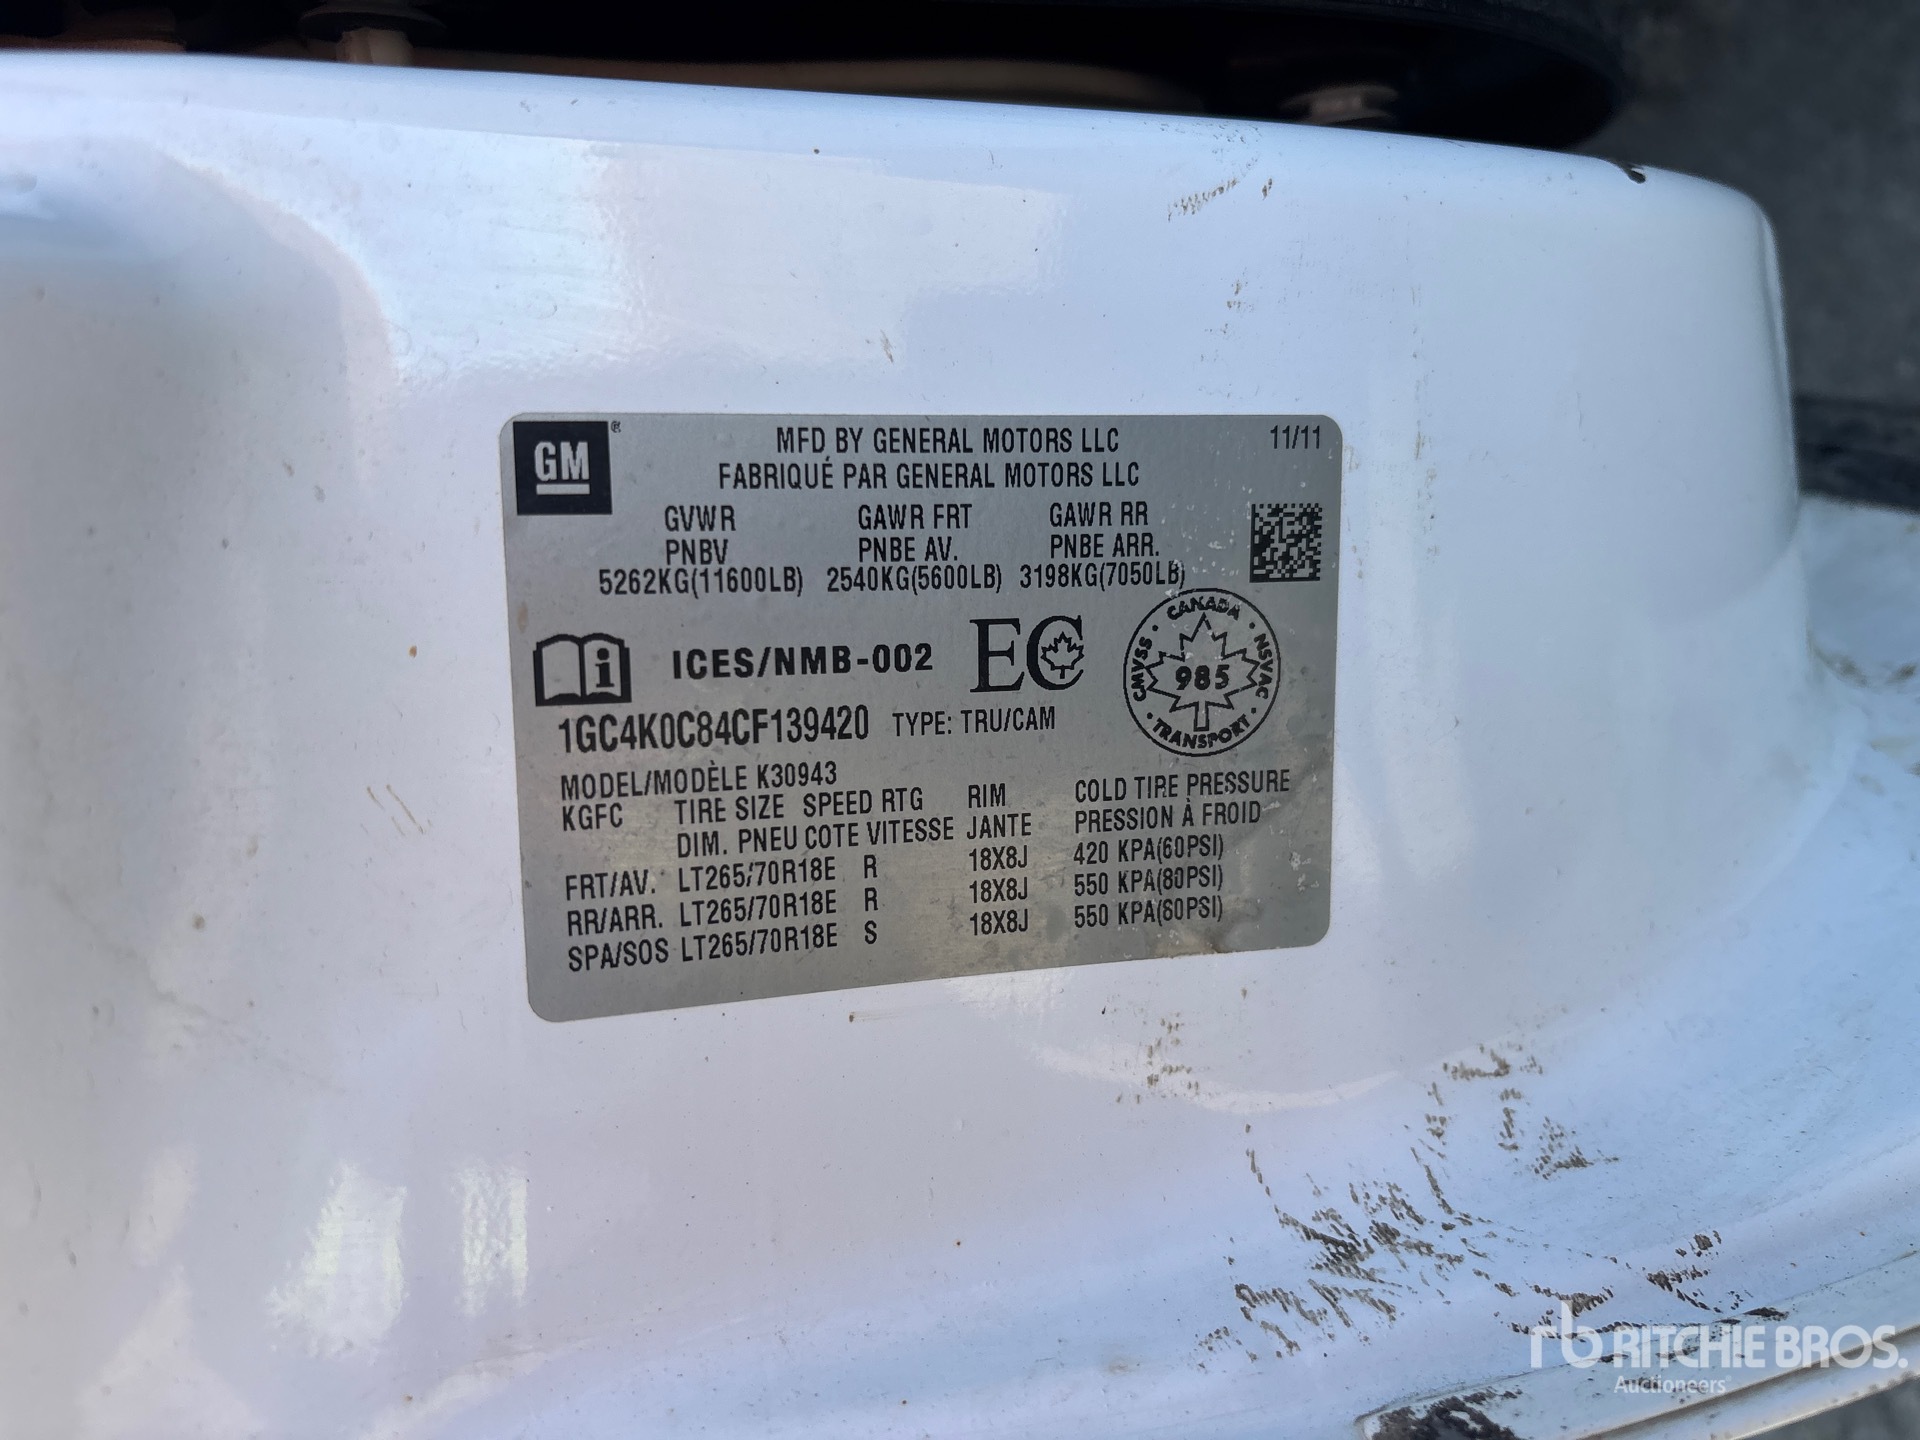 GM®
MFD BY GENERAL MOTORS LLC 11/11
FABRIQUÉ PAR GENERAL MOTORS LLC
GVWR GAWR FRT GAWR RR
PNBV PNBE AV. PNBE ARR.
5262KG(11600LB) 2540KG(5600LB) 3198KG(7050LB)
i ICES/NMB-002 EC
CANADA · NSVAC · TRANSPORT · CMVSS ·
985
1GC4K0C84CF139420 TYPE: TRU/CAM
MODEL/MODÈLE K30943
KGFC TIRE SIZE SPEED RTG RIM COLD TIRE PRESSURE
DIM. PNEU COTE VITESSE JANTE PRESSION À FROID
FRT/AV. LT265/70R18E R 18X8J 420 KPA(60PSI)
RR/ARR. LT265/70R18E R 18X8J 550 KPA(80PSI)
SPA/SOS LT265/70R18E S 18X8J 550 KPA(80PSI)
rb RITCHIE BROS.
Auctioneers